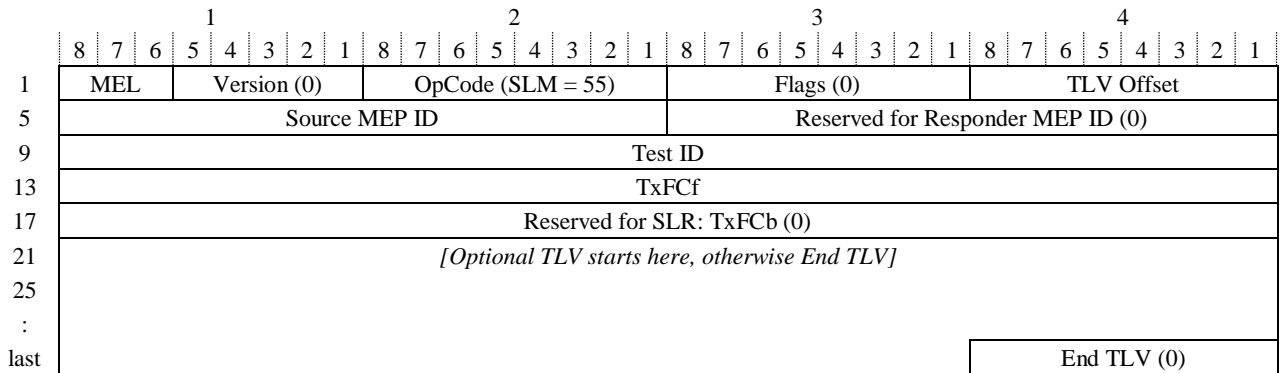 1 2 3 4
8 7 6 5 4 3 2 1 8 7 6 5 4 3 2 1 8 7 6 5 4 3 2 1 8 7 6 5 4 3 2 1
1 MEL Version (0) OpCode (SLM = 55) Flags (0) TLV Offset
5 Source MEP ID Reserved for Responder MEP ID (0)
9 Test ID
13 TxFCf
17 Reserved for SLR: TxFCb (0)
21 [Optional TLV starts here, otherwise End TLV]
25
:
last End TLV (0)